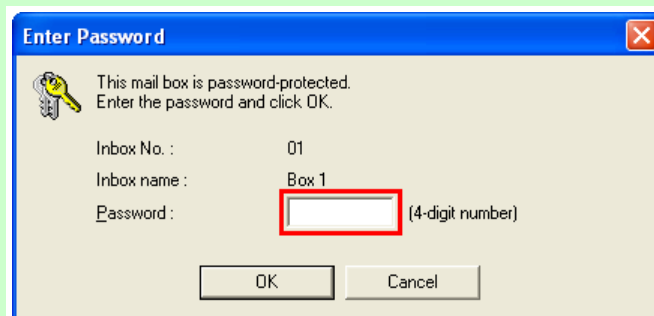 Enter Password
This mail box is password-protected.
Enter the password and click OK.
Inbox No. : 01
Inbox name : Box 1
Password : (4-digit number)
OK Cancel